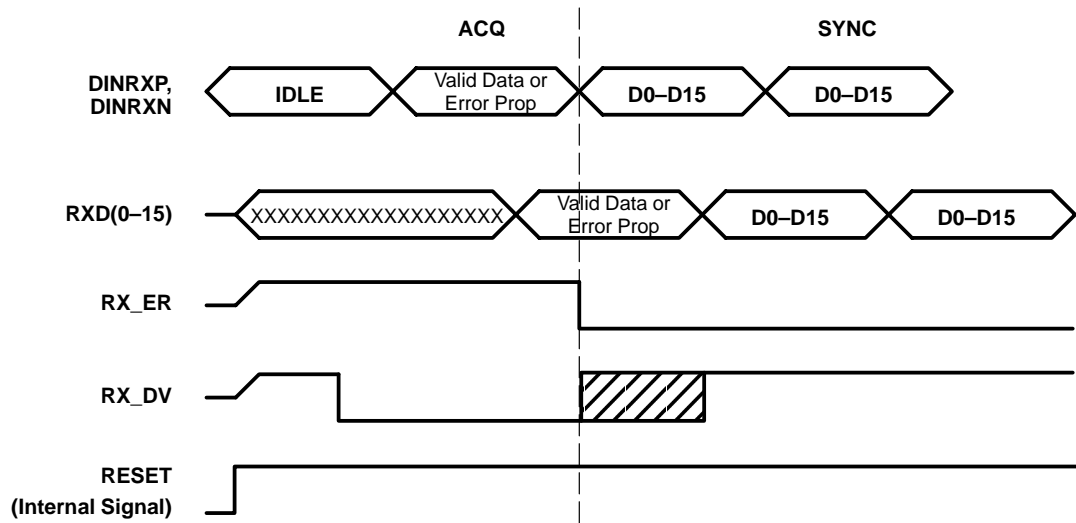 ACQ SYNC
DINRXP,
DINRXN
IDLE
Valid Data or
Error Prop
D0–D15
D0–D15
RXD(0–15)
XXXXXXXXXXXXXXXXXXX
Valid Data or
Error Prop
D0–D15
D0–D15
RX_ER
RX_DV
RESET
(Internal Signal)